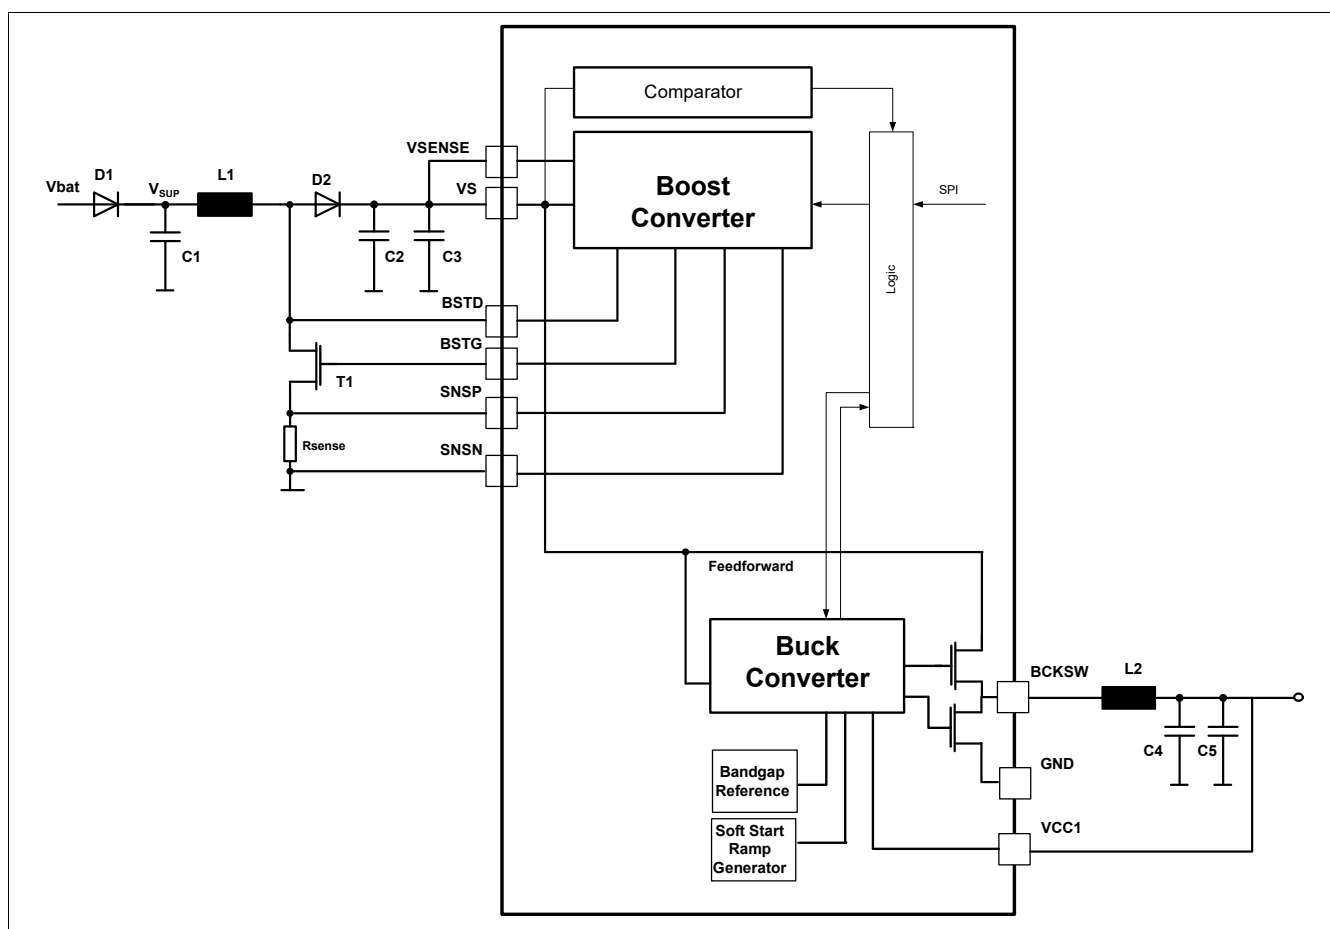 Comparator
VSENSE
D1
L1
D2
VS
Boost
Converter
SPI
Vbat
VSUP
C1
C2
C3
Logic
BSTD
BSTG
T1
SNSP
Rsense
SNSN
Feedforward
Buck
Converter
BCKSW
L2
C4
C5
GND
Bandgap
Reference
VCC1
Soft Start
Ramp
Generator